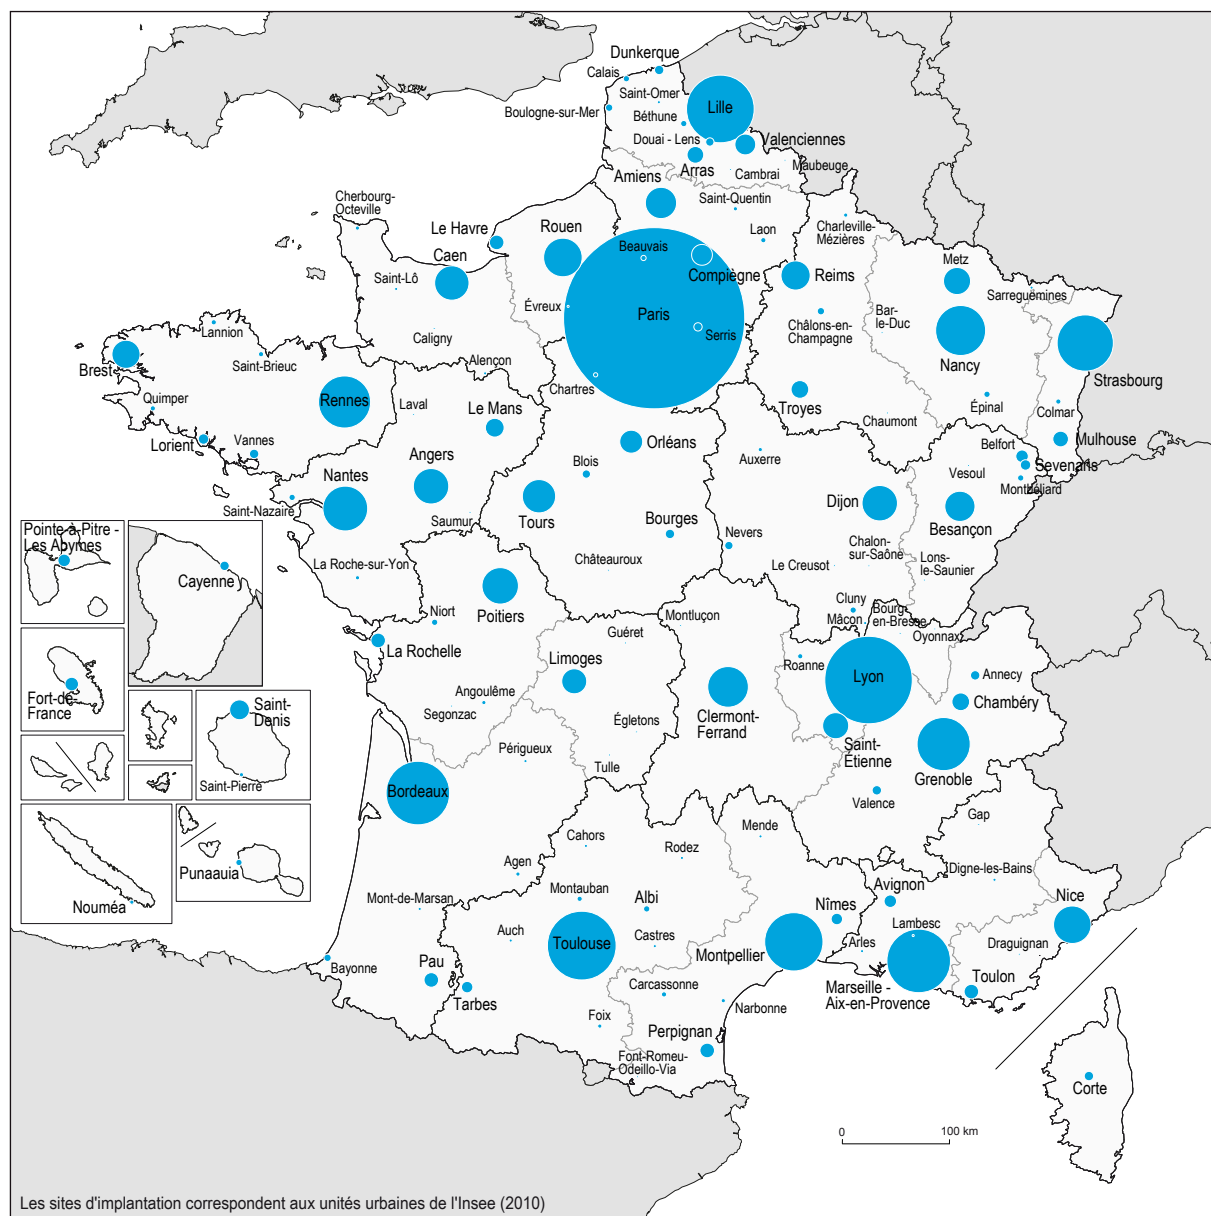 Dunkerque
Calais
Saint-Omer
Lille
Boulogne-sur-Mer
Béthune
Douai - Lens
Valenciennes
Maubeuge
Arras
Cambrai
Amiens
Saint-Quentin
Cherbourg-
Octeville
Le Havre
Rouen
Laon
Charleville-
Mézières
Caen
Beauvais
Compiègne
Reims
Metz
Saint-Lô
Sarreguemines
Évreux
Paris
Bar-
le-Duc
Châlons-en-
Champagne
Lannion
Caligny
Serris
Nancy
Saint-Brieuc
Alençon
Brest
Strasbourg
Chartres
Quimper
Rennes
Laval
Le Mans
Troyes
Chaumont
Épinal
Colmar
Lorient
Vannes
Orléans
Mulhouse
Belfort
Angers
Blois
Auxerre
Sevenans
Nantes
Vesoul
Montbéliard
Saint-Nazaire
Saumur
Tours
Bourges
Dijon
Besançon
Pointe-à-Pitre -
Les Abymes
Nevers
Chalon-
sur-Saône
Cayenne
La Roche-sur-Yon
Châteauroux
Le Creusot
Lons-
le-Saunier
Cluny
Mâcon
Bourg-
en-Bresse
Oyonnax
Niort
Poitiers
Montluçon
Guéret
La Rochelle
Limoges
Roanne
Lyon
Annecy
Fort-de-
France
Saint-
Denis
Angoulême
Segonzac
Chambéry
Clermont-
Ferrand
Égletons
Saint-
Étienne
Périgueux
Tulle
Grenoble
Saint-Pierre
Bordeaux
Valence
Gap
Cahors
Mende
Rodez
Punaauia
Agen
Digne-les-Bains
Mont-de-Marsan
Montauban
Albi
Avignon
Nice
Nouméa
Nîmes
Lambesc
Auch
Toulouse
Castres
Montpellier
Arles
Draguignan
Bayonne
Pau
Tarbes
Carcassonne
Marseille -
Aix-en-Provence
Toulon
Foix
Narbonne
Perpignan
Font-Romeu-
Odeillo-Via
Corte
0
100 km
Les sites d'implantation correspondent aux unités urbaines de l'Insee (2010)